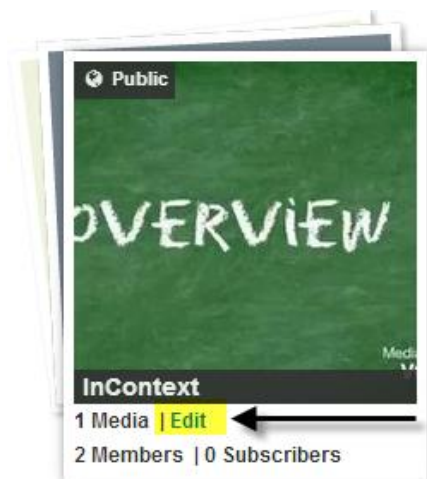 Public
OVERViEW
InContext
1 Media | Edit
2 Members | 0 Subscribers